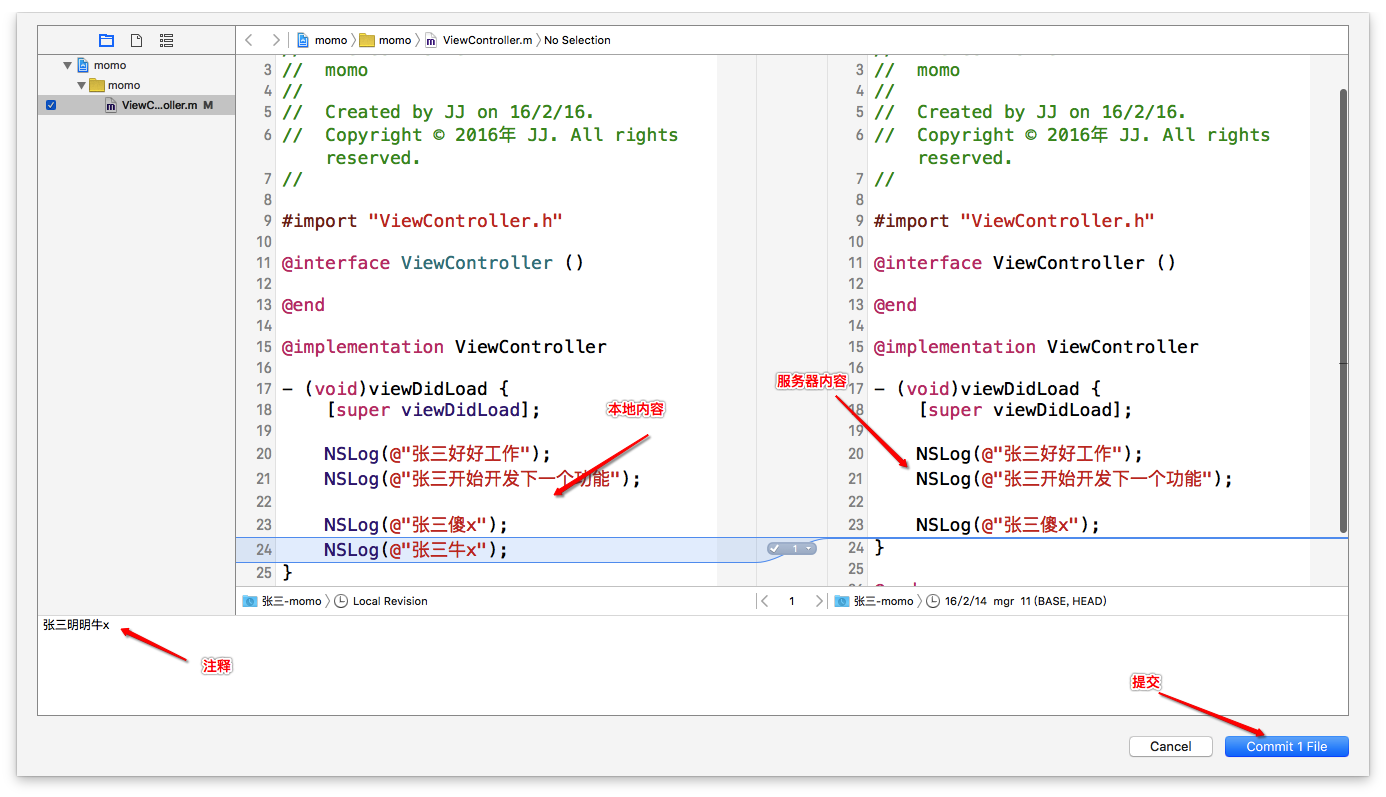 momo 〉 momo 〉 m ViewController.m 〉 No Selection
momo
momo
m ViewC...oller.m M
3 // momo
4 //
5 // Created by JJ on 16/2/16.
6 // Copyright © 2016年 JJ. All rights
reserved.
7 //
8
9 #import "ViewController.h"
10
11 @interface ViewController ()
12
13 @end
14
15 @implementation ViewController
16
17 - (void)viewDidLoad {
18 [super viewDidLoad];
19
20 NSLog(@"张三好好工作");
21 NSLog(@"张三开始开发下一个功能");
22
23 NSLog(@"张三傻x");
24 NSLog(@"张三牛x");
25 }
本地内容
1
3 // momo
4 //
5 // Created by JJ on 16/2/16.
6 // Copyright © 2016年 JJ. All rights
reserved.
7 //
8
9 #import "ViewController.h"
10
11 @interface ViewController ()
12
13 @end
14
15 @implementation ViewController
16
17 - (void)viewDidLoad {
18 [super viewDidLoad];
19
20 NSLog(@"张三好好工作");
21 NSLog(@"张三开始开发下一个功能");
22
23 NSLog(@"张三傻x");
24 }
25
服务器内容
张三-momo 〉 Local Revision
1
张三-momo 〉 16/2/14 mgr 11 (BASE, HEAD)
张三明明牛x
注释
提交
Cancel
Commit 1 File